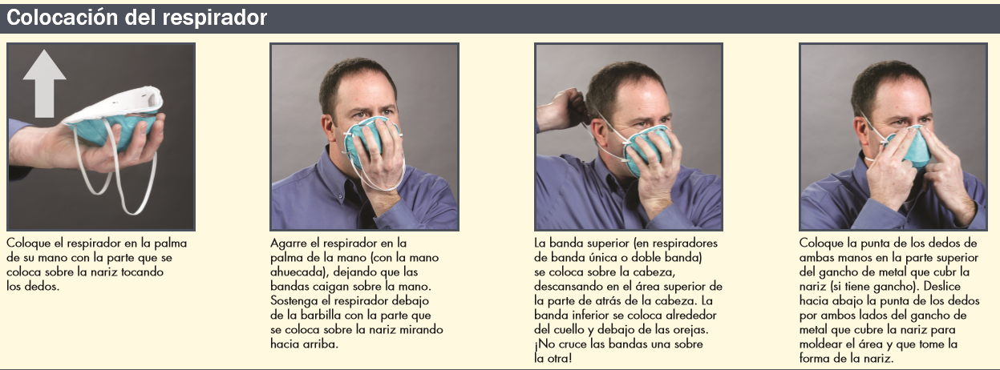 Colocación del respirador
Coloque el respirador en la palma
de su mano con la parte que se
coloca sobre la nariz tocando
los dedos.
Agarre el respirador en la
palma de la mano (con la mano
ahuecada), dejando que las
bandas caigan sobre la mano.
Sostenga el respirador debajo
de la barbilla con la parte que
se coloca sobre la nariz mirando
hacia arriba.
La banda superior (en respiradores
de banda única o doble banda)
se coloca sobre la cabeza,
descansando en el área superior de
la parte de atrás de la cabeza. La
banda inferior se coloca alrededor
del cuello y debajo de las orejas.
¡No cruce las bandas una sobre
la otra!
Coloque la punta de los dedos de
ambas manos en la parte superior
del gancho de metal que cubr la
nariz (si tiene gancho). Deslice
hacia abajo la punta de los dedos
por ambos lados del gancho de
metal que cubre la nariz para
moldear el área y que tome la
forma de la nariz.